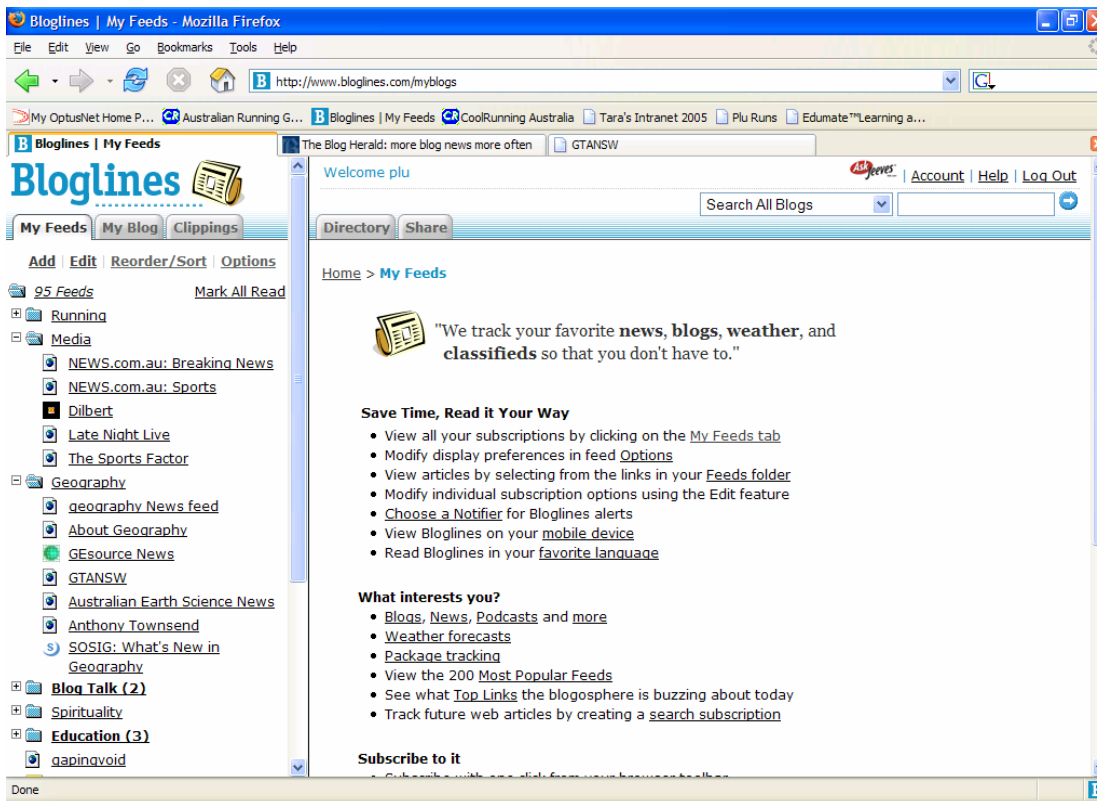 Bloglines | My Feeds - Mozilla Firefox
File Edit View Go Bookmarks Tools Help
B http://www.bloglines.com/myblogs G
My OptusNet Home P... CR Australian Running G... B Bloglines | My Feeds CR CoolRunning Australia Tara's Intranet 2005 Plu Runs Edumate™Learning a...
B Bloglines | My Feeds The Blog Herald: more blog news more often GTANSW
Bloglines
My Feeds My Blog Clippings
Add | Edit | Reorder/Sort | Options
95 Feeds Mark All Read
Running
Media
NEWS.com.au: Breaking News
NEWS.com.au: Sports
Dilbert
Late Night Live
The Sports Factor
Geography
geography News feed
About Geography
GEsource News
GTANSW
Australian Earth Science News
Anthony Townsend
SOSIG: What's New in
Geography
Blog Talk (2)
Spirituality
Education (3)
gapingvoid
Welcome plu
Ask Jeeves | Account | Help | Log Out
Search All Blogs
Directory Share
Home > My Feeds
"We track your favorite news, blogs, weather, and
classifieds so that you don't have to."
Save Time, Read it Your Way
• View all your subscriptions by clicking on the My Feeds tab
• Modify display preferences in feed Options
• View articles by selecting from the links in your Feeds folder
• Modify individual subscription options using the Edit feature
• Choose a Notifier for Bloglines alerts
• View Bloglines on your mobile device
• Read Bloglines in your favorite language
What interests you?
• Blogs, News, Podcasts and more
• Weather forecasts
• Package tracking
• View the 200 Most Popular Feeds
• See what Top Links the blogosphere is buzzing about today
• Track future web articles by creating a search subscription
Subscribe to it
• Subscribe with one click from your browser toolbar
Done